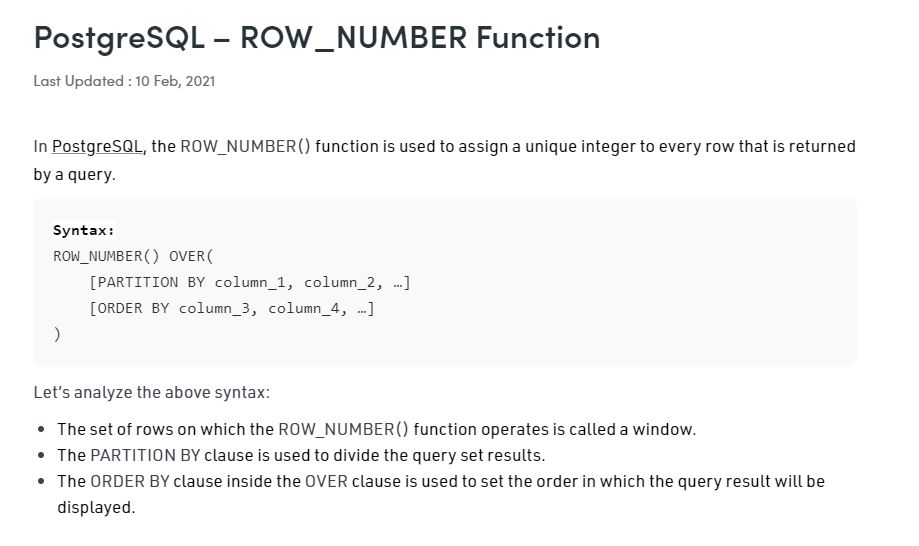 PostgreSQL – ROW_NUMBER Function
Last Updated : 10 Feb, 2021
In PostgreSQL, the ROW_NUMBER() function is used to assign a unique integer to every row that is returned
by a query.
Syntax:
ROW_NUMBER() OVER(
    [PARTITION BY column_1, column_2, …]
    [ORDER BY column_3, column_4, …]
)
Let’s analyze the above syntax:
• The set of rows on which the ROW_NUMBER() function operates is called a window.
• The PARTITION BY clause is used to divide the query set results.
• The ORDER BY clause inside the OVER clause is used to set the order in which the query result will be
displayed.